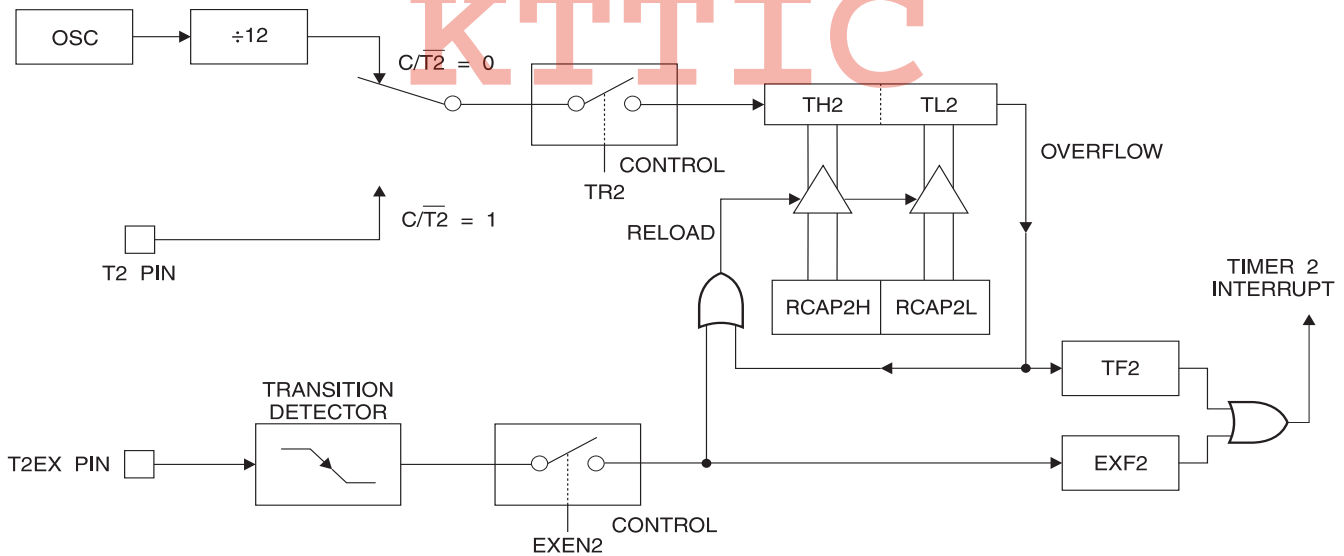 KTTIC
OSC
÷12
C/T2̅ = 0
TH2
TL2
OVERFLOW
CONTROL
TR2
C/T2̅ = 1
RELOAD
T2 PIN
TIMER 2
INTERRUPT
RCAP2H
RCAP2L
TF2
TRANSITION
DETECTOR
T2EX PIN
EXF2
CONTROL
EXEN2